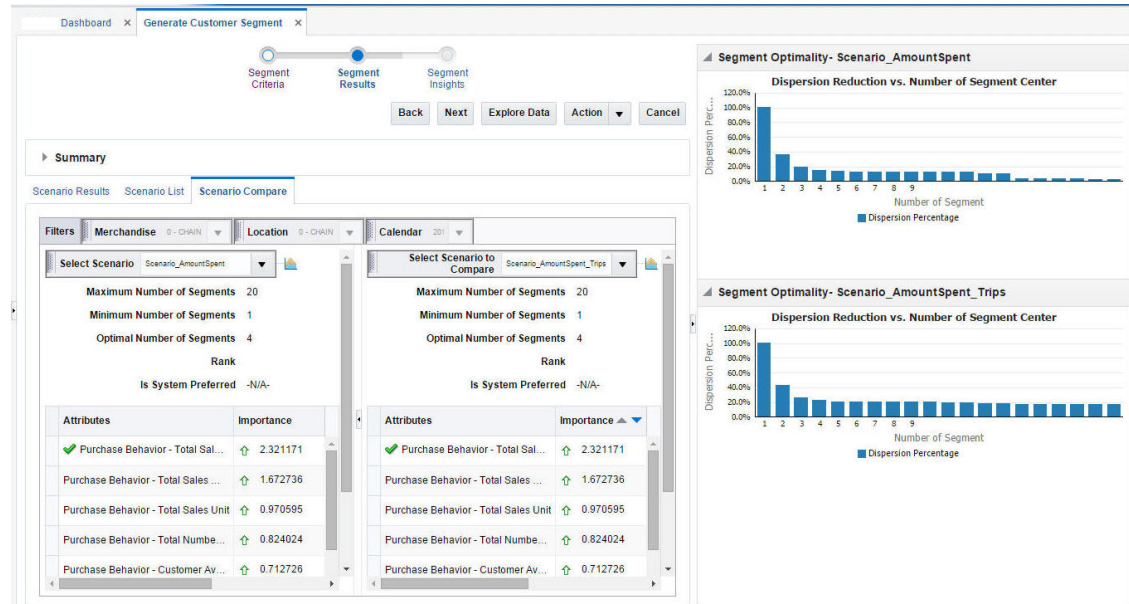 Dashboard × Generate Customer Segment ×
Segment Criteria
Segment Results
Segment Insights
Back Next Explore Data Action Cancel
Summary
Scenario Results Scenario List Scenario Compare
Filters Merchandise 0 - CHAIN Location 0 - CHAIN Calendar 201
Select Scenario Scenario_AmountSpent
Maximum Number of Segments 20
Minimum Number of Segments 1
Optimal Number of Segments 4
Rank
Is System Preferred -N/A-
Attributes Importance
Purchase Behavior - Total Sal... 2.321171
Purchase Behavior - Total Sales ... 1.672736
Purchase Behavior - Total Sales Unit 0.970595
Purchase Behavior - Total Numbe... 0.824024
Purchase Behavior - Customer Av... 0.712726
Select Scenario to Compare Scenario_AmountSpent_Trips
Maximum Number of Segments 20
Minimum Number of Segments 1
Optimal Number of Segments 4
Rank
Is System Preferred -N/A-
Attributes Importance
Purchase Behavior - Total Sal... 2.321171
Purchase Behavior - Total Sales ... 1.672736
Purchase Behavior - Total Sales Unit 0.970595
Purchase Behavior - Total Numbe... 0.824024
Purchase Behavior - Customer Av... 0.712726
Segment Optimality- Scenario_AmountSpent
Dispersion Reduction vs. Number of Segment Center
Dispersion Perc...
120.0%
100.0%
80.0%
60.0%
40.0%
20.0%
0.0%
1 2 3 4 5 6 7 8 9
Number of Segment
Dispersion Percentage
Segment Optimality- Scenario_AmountSpent_Trips
Dispersion Reduction vs. Number of Segment Center
Dispersion Perc...
120.0%
100.0%
80.0%
60.0%
40.0%
20.0%
0.0%
1 2 3 4 5 6 7 8 9
Number of Segment
Dispersion Percentage